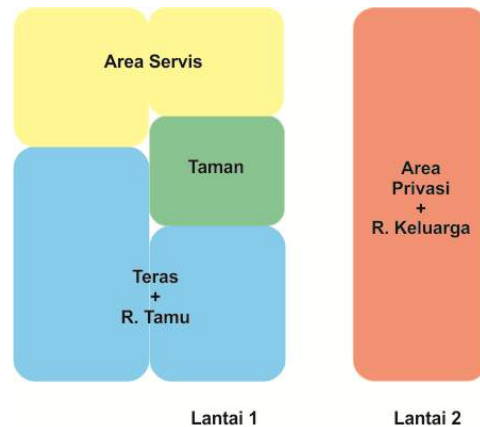 Area Servis
Taman
Teras
+
R. Tamu
Lantai 1
Area
Privasi
+
R. Keluarga
Lantai 2